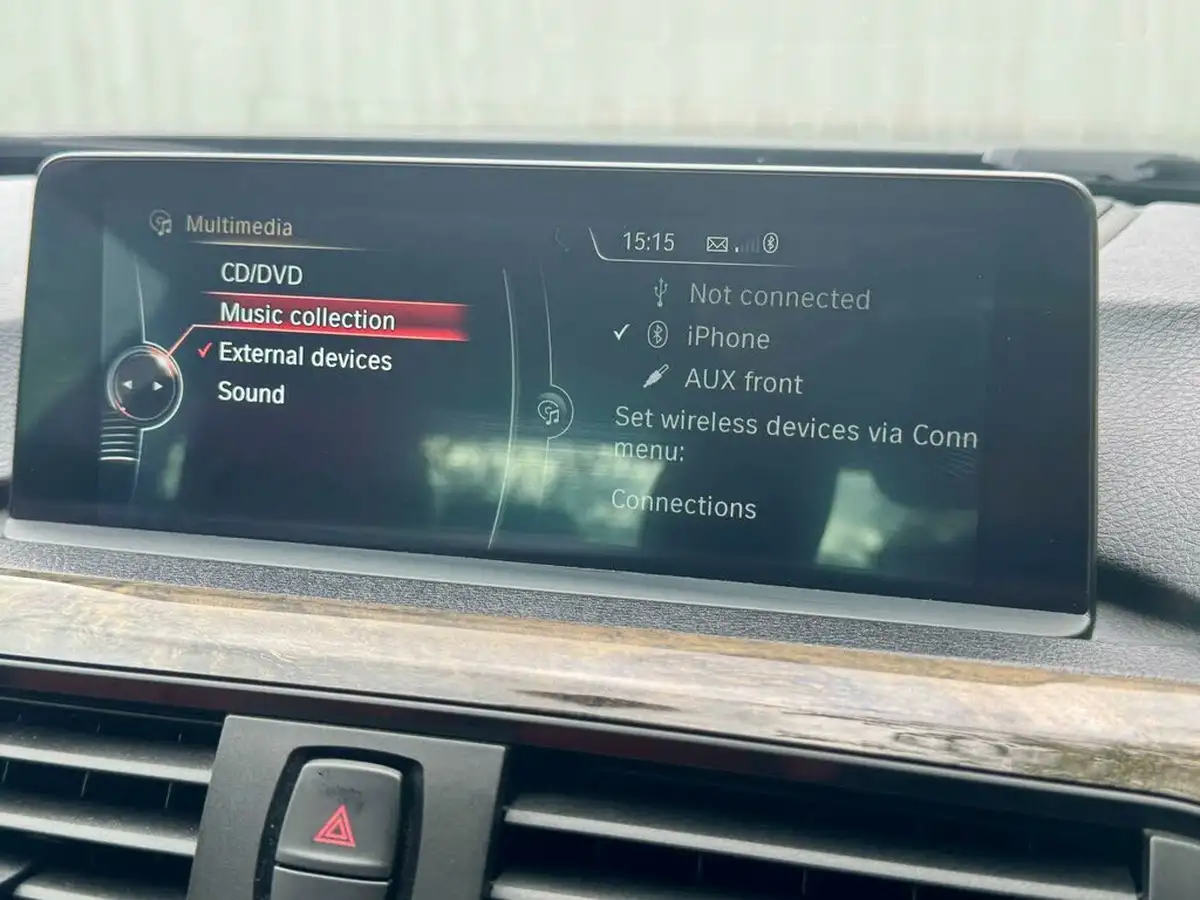 Multimedia
CD/DVD
Music collection
External devices
Sound
15:15
Not connected
iPhone
AUX front
Set wireless devices via Conn
menu:
Connections